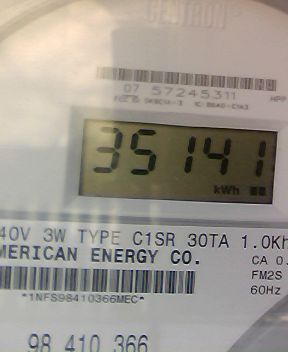 CENTRON®
07 57245311
35141
kWh
40V 3W TYPE C1SR 30TA 1.0Kh
MERICAN ENERGY CO.
CA 0.
FM2S
60Hz
*1NFS98410366MEC*
98 410 366